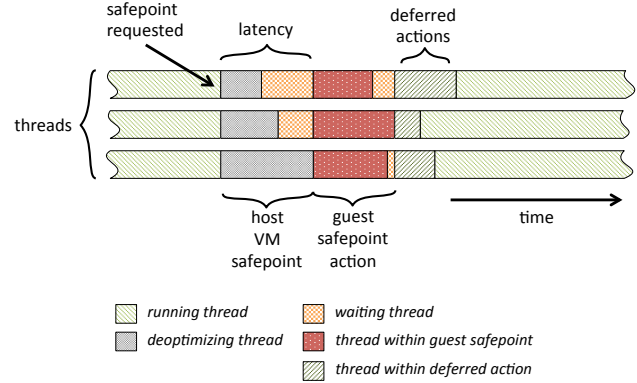 safepoint
requested
latency
deferred
actions
threads
host
VM
safepoint
guest
safepoint
action
time
running thread
waiting thread
deoptimizing thread
thread within guest safepoint
thread within deferred action